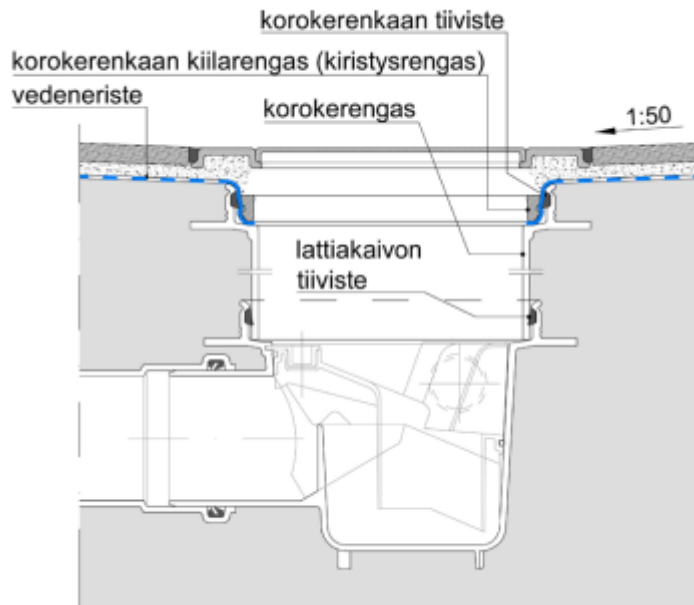 korokerenkaan tiiviste
korokerenkaan kiilarengas (kiristysrengas)
vedeneriste
korokerengas
1:50
lattiakaivon
tiiviste